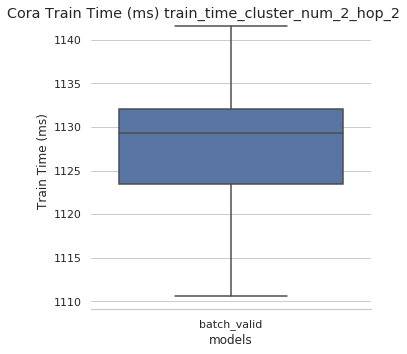 Cora Train Time (ms) train_time_cluster_num_2_hop_2
1140
1135
1130
1125
1120
1115
1110
Train Time (ms)
batch_valid
models